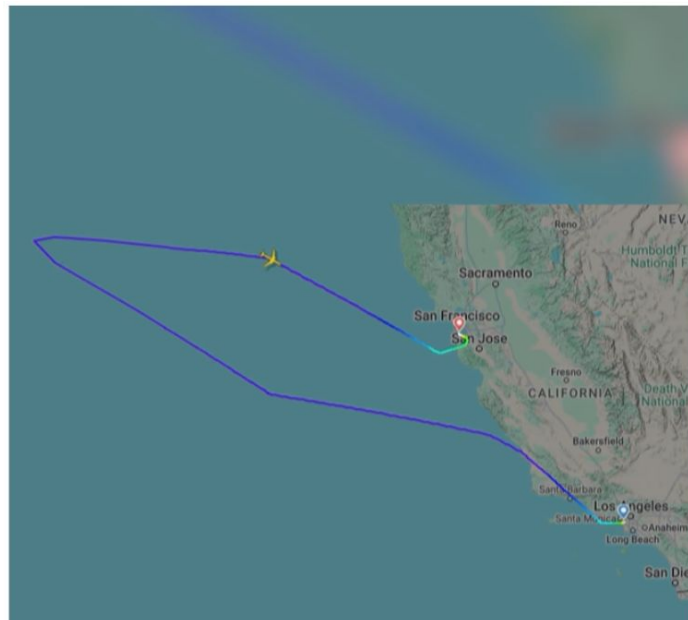 Reno
NEV
Humboldt T
National F
Sacramento
San Francisco
San Jose
Fresno
Death V
National
CALIFORNIA
Bakersfield
Santa Barbara
Los Angeles
Santa Monica
Anaheim
Long Beach
San Die